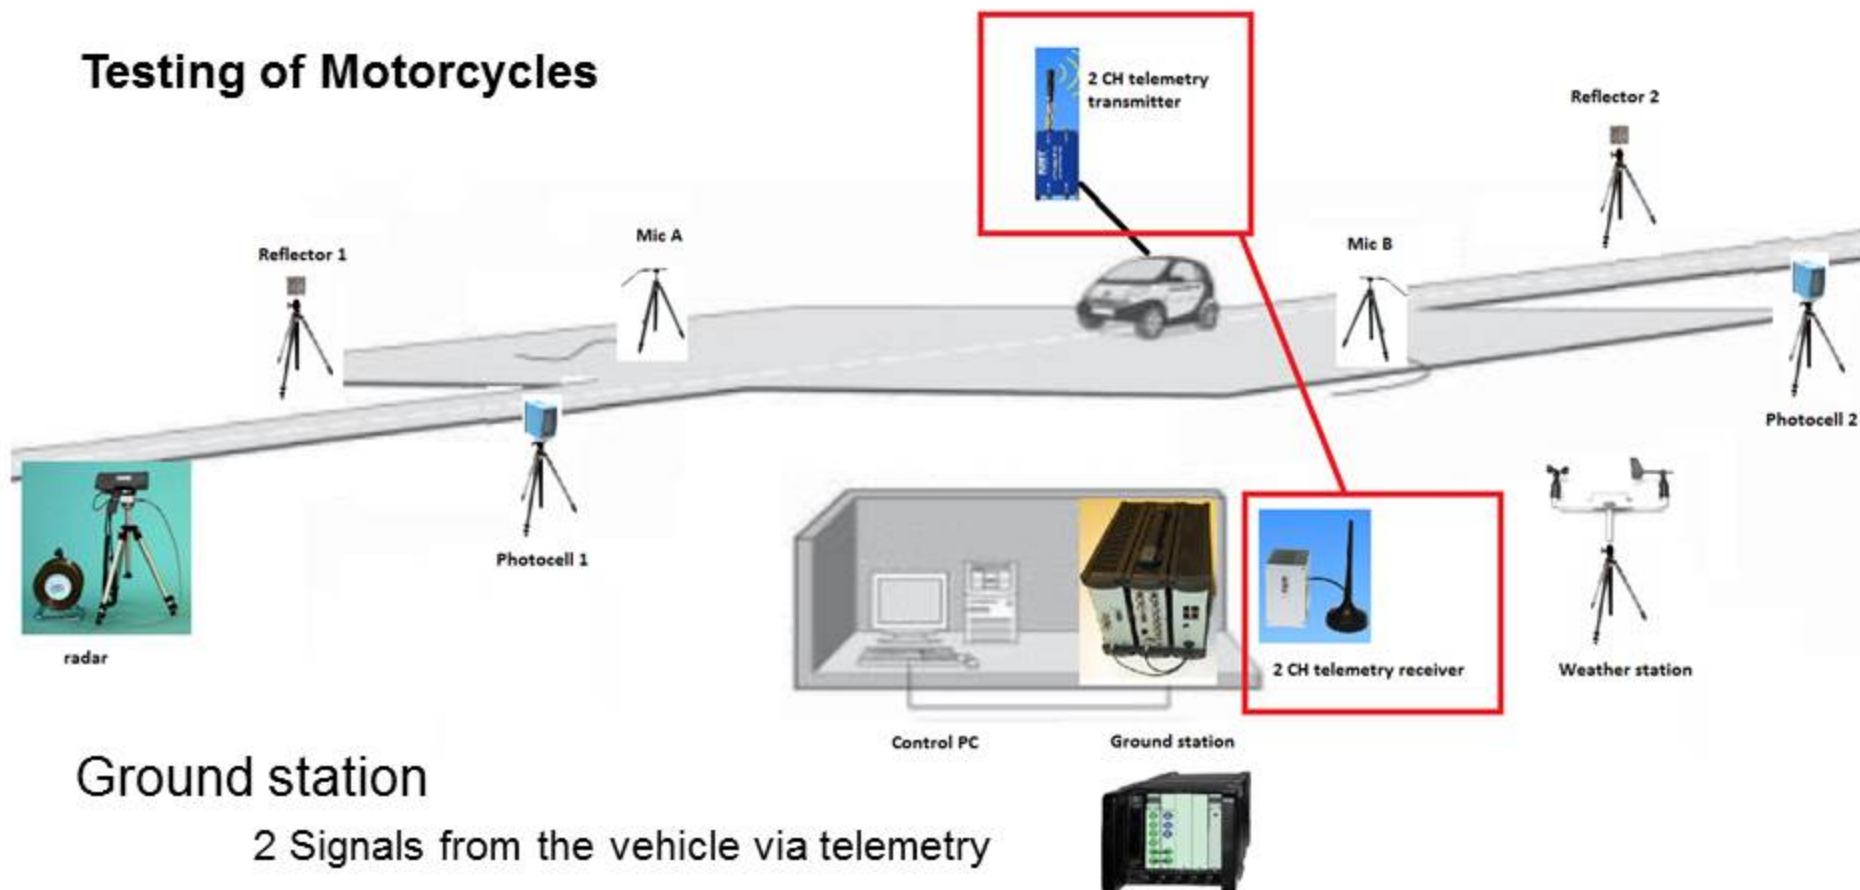 Testing of Motorcycles
2 CH telemetry
transmitter
Reflector 2
Reflector 1
Mic A
Mic B
Photocell 2
Photocell 1
radar
2 CH telemetry receiver
Weather station
Control PC
Ground station
Ground station
2 Signals from the vehicle via telemetry